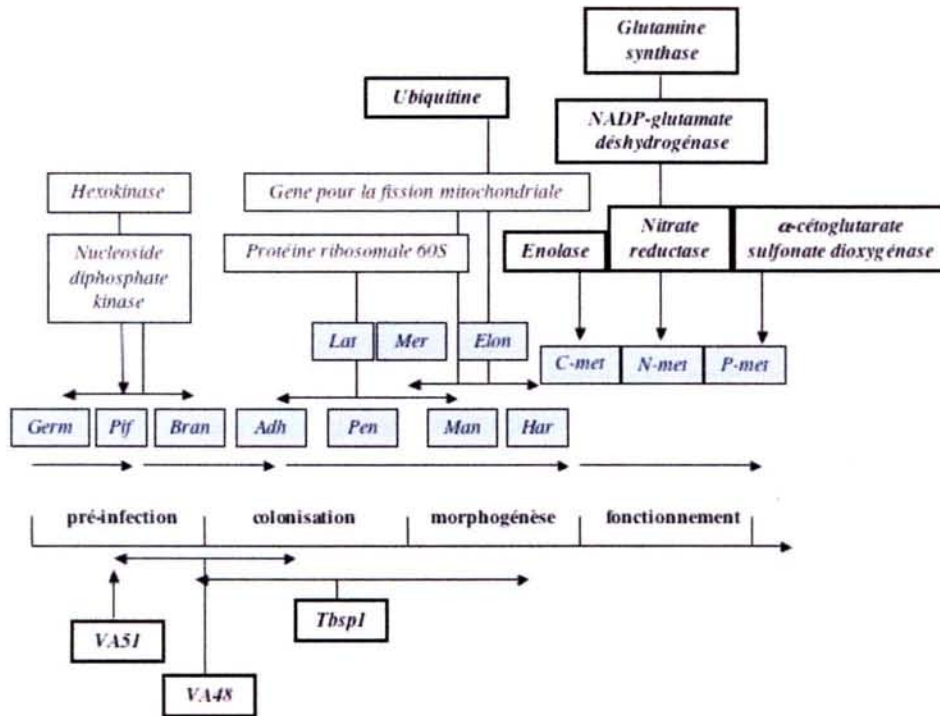 Glutamine
synthase
Ubiquitine
NADP-glutamate
déshydrogénase
Hexokinase
Gene pour la fission mitochondriale
Nucleoside
diphosphate
kinase
Protéine ribosomale 60S
Enolase
Nitrate
reductase
α-cétoglutarate
sulfonate dioxygénase
Lat
Mer
Elon
C-met
N-met
P-met
Germ
Pif
Bran
Adh
Pen
Man
Har
pré-infection
colonisation
morphogénèse
fonctionnement
Tbsp1
VA51
VA48